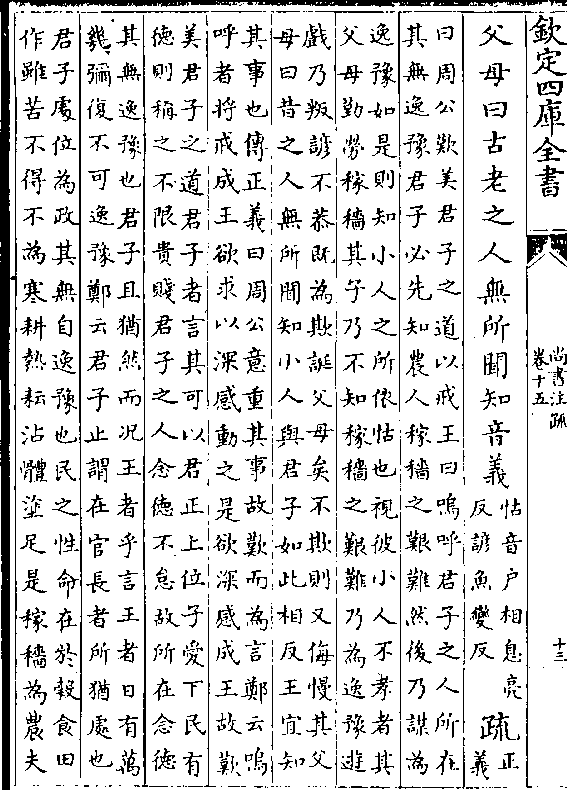 欽定四庫全書
尚書注疏
卷十五
十三
父母曰古老之人無所聞知音義
怙音户相息亮
反諺魚變反
疏
正
義
曰周公歎美君子之道以戒王曰嗚呼君子之人所在
其無逸豫君子必先知農人稼穡之艱難然後乃謀為
逸豫如是則知小人之所依怙也視彼小人不孝者其
父母勤勞稼穡其子乃不知稼穡之艱難乃為逸豫遊
戲乃叛諺不恭既為欺誕父母矣不欺則又侮慢其父
母曰昔之人無所聞知小人與君子如此相反王宜知
其事也傳正義曰周公意重其事故歎而為言鄭云嗚
呼者將戒成王欲求以深感動之是欲深感成王故歎
美君子之道君子者言其可以君正上位子愛下民有
德則稱之不限貴賤君子之人念德不怠故所在念德
其無逸豫也君子且猶然而况王者乎言王者日有萬
幾彌復不可逸豫鄭云君子止謂在官長者所猶處也
君子處位為政其無自逸豫也民之性命在於穀食田
作雖苦不得不為寒耕熱耘沾體塗足是稼穡為農夫